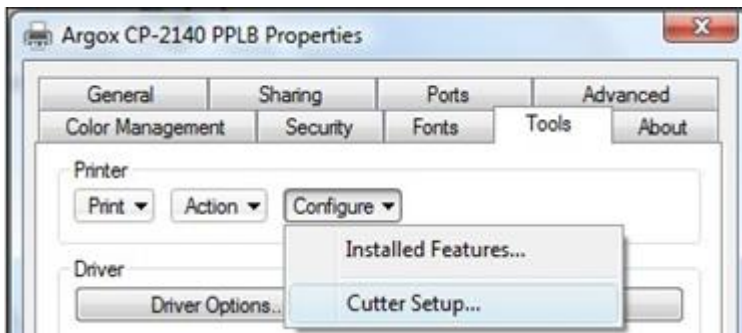 Argox CP-2140 PPLB Properties
General Sharing Ports Advanced
Color Management Security Fonts Tools About
Printer
Print Action Configure
Installed Features...
Driver
Driver Options... Cutter Setup...